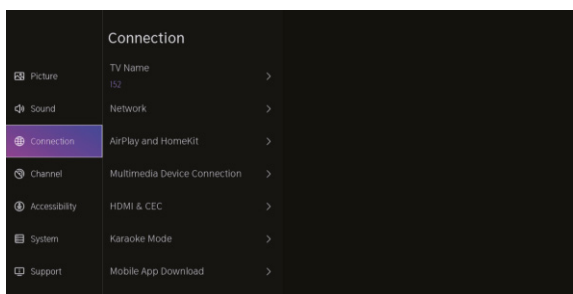 Connection
Picture
Sound
Connection
Channel
Accessibility
System
Support
TV Name
152
Network
AirPlay and HomeKit
Multimedia Device Connection
HDMI & CEC
Karaoke Mode
Mobile App Download